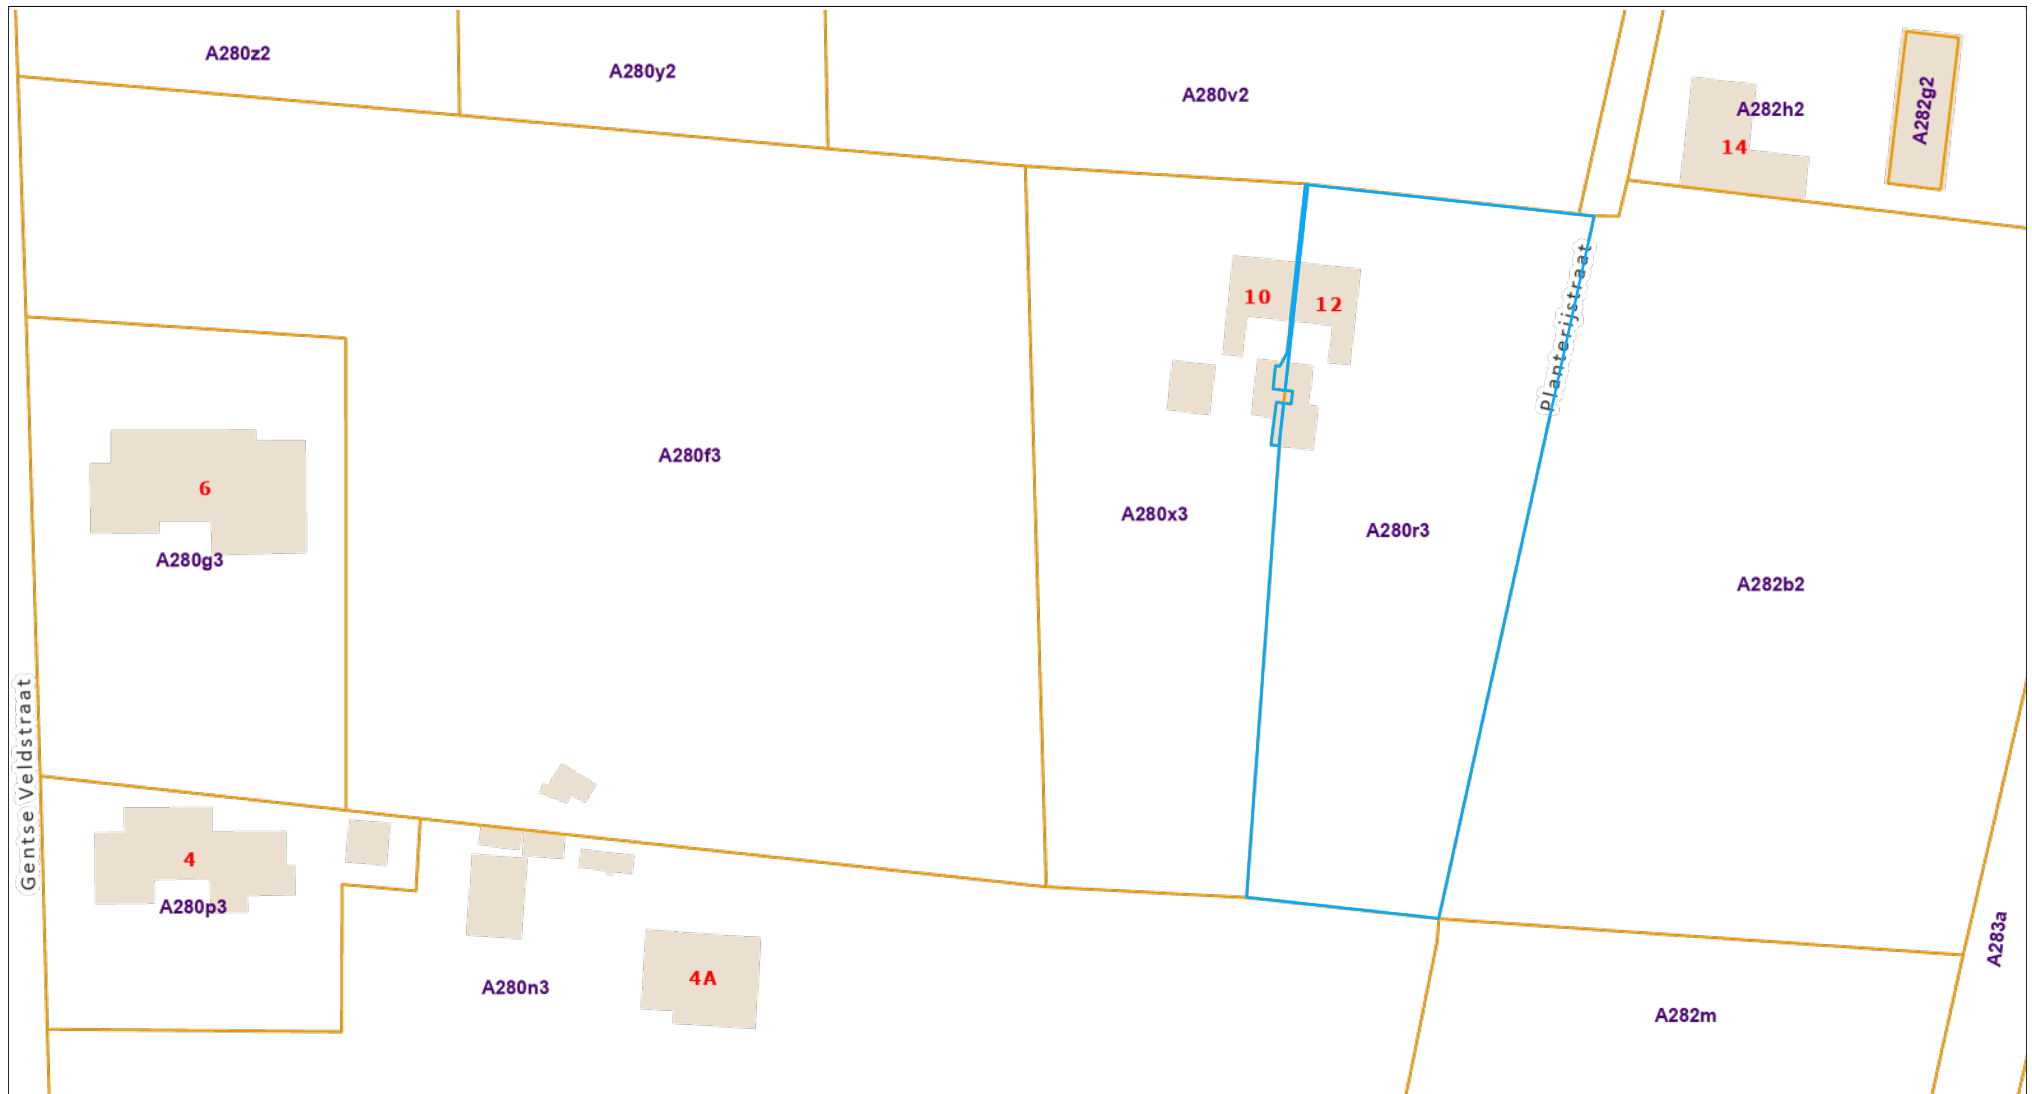 A280z2
A280y2
A280v2
A282h2
A282g2
14
10
12
Planterijstraat
A280f3
6
A280x3
A280r3
A280g3
A282b2
Gentse Veldstraat
4
A280p3
A283a
4A
A280n3
A282m